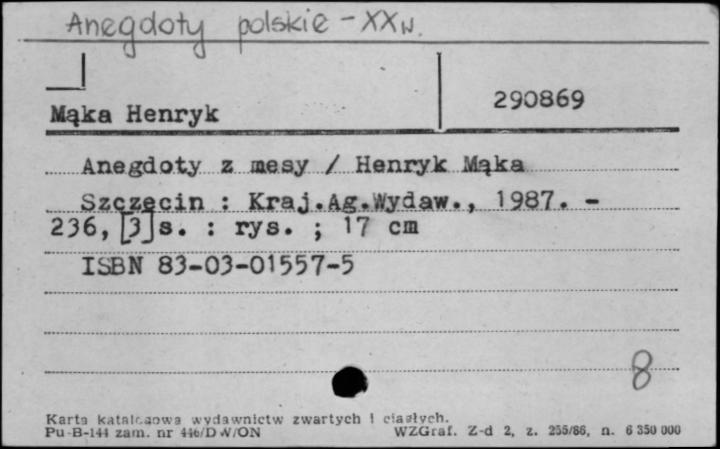 Anegdoty polskie - XX w.
290869
Mąka Henryk
Anegdoty z mesy / Henryk Mąka
Szczecin : Kraj.Ag.Wydaw., 1987. -
236, [3] s. : rys. ; 17 cm
ISBN 83-03-01557-5
8
Karta katalogowa wydawnictw zwartych i ciągłych.
Pu-B-144 zam. nr 446/DW/ON WZGraf. Z-d 2, z. 255/86, n. 6 350 000